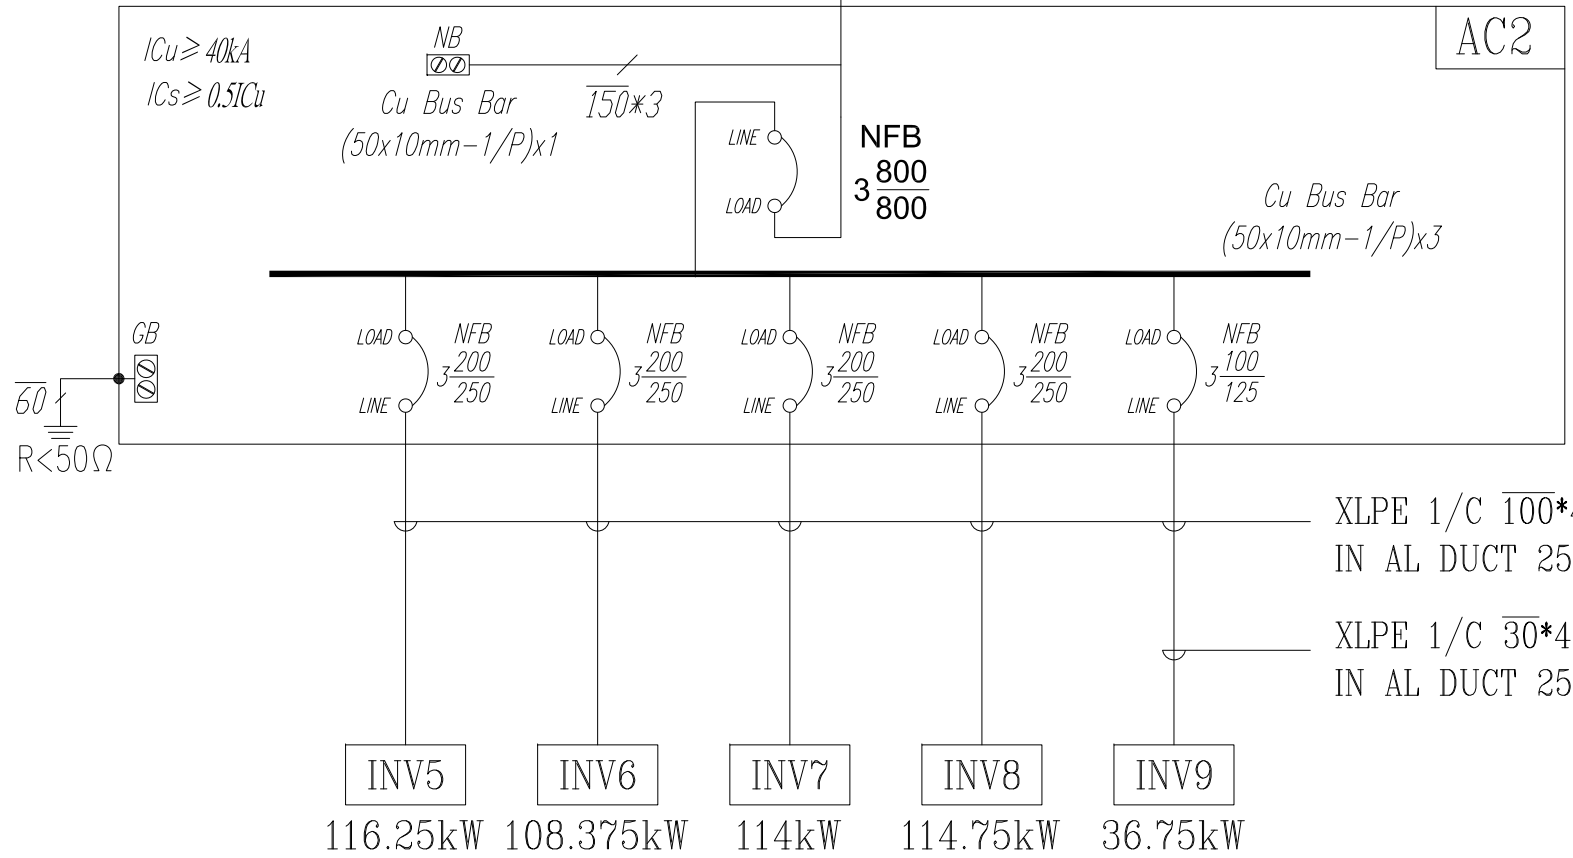 AC2
ICu≥40kA
ICs≥0.5ICu
NB
150*3
Cu Bus Bar
(50x10mm-1/P)x1
LINE
LOAD
NFB
3 800
800
Cu Bus Bar
(50x10mm-1/P)x3
GB
60
R<50Ω
LOAD
NFB
3 200
250
LINE
LOAD
NFB
3 200
250
LINE
LOAD
NFB
3 200
250
LINE
LOAD
NFB
3 200
250
LINE
LOAD
NFB
3 100
125
LINE
XLPE 1/C 100*
IN AL DUCT 25
XLPE 1/C 30*4
IN AL DUCT 25
INV5
INV6
INV7
INV8
INV9
116.25kW
108.375kW
114kW
114.75kW
36.75kW